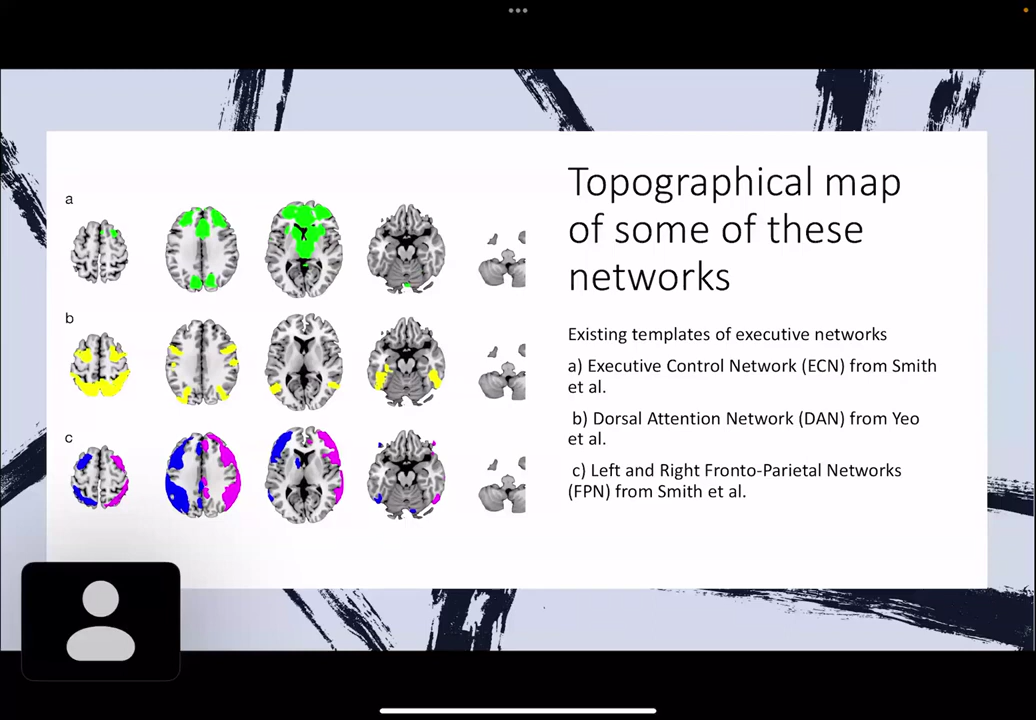 Topographical map
of some of these
networks
Existing templates of executive networks
a) Executive Control Network (ECN) from Smith
et al.
b) Dorsal Attention Network (DAN) from Yeo
et al.
c) Left and Right Fronto-Parietal Networks
(FPN) from Smith et al.
a
b
c